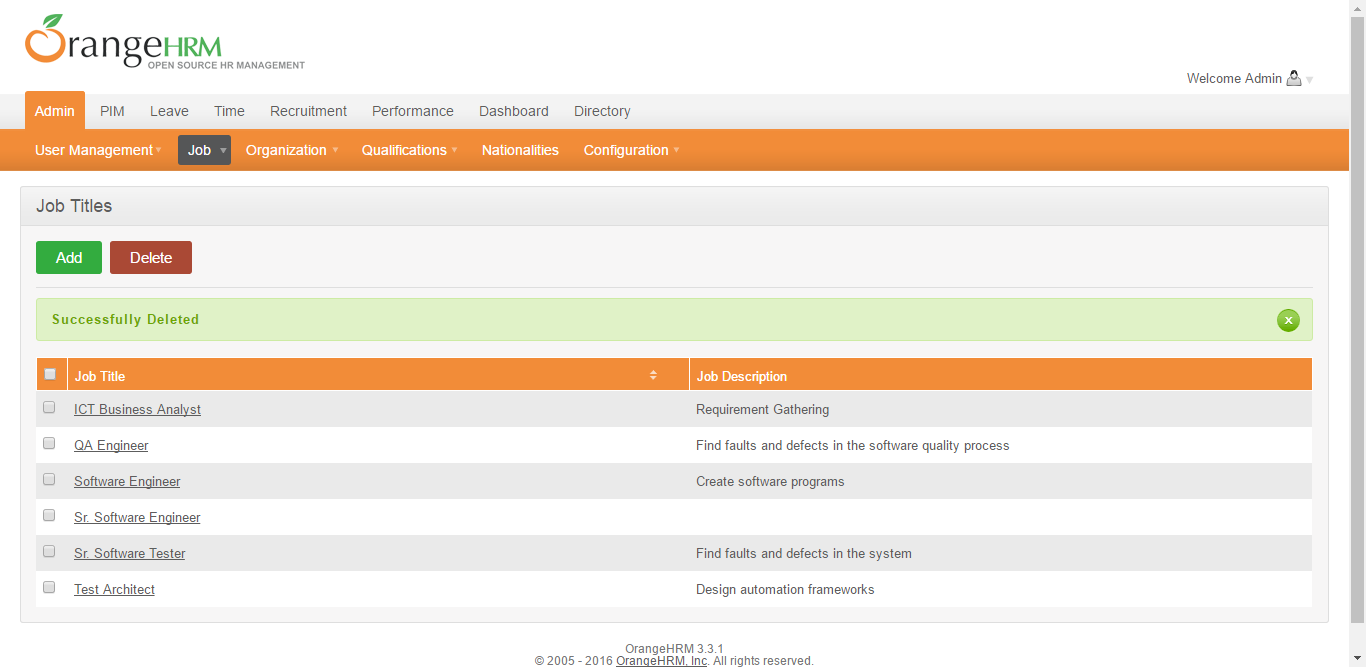 OrangeHRM
OPEN SOURCE HR MANAGEMENT
Welcome Admin
Admin PIM Leave Time Recruitment Performance Dashboard Directory
User Management Job Organization Qualifications Nationalities Configuration
Job Titles
Add Delete
Successfully Deleted x
Job Title Job Description
ICT Business Analyst Requirement Gathering
QA Engineer Find faults and defects in the software quality process
Software Engineer Create software programs
Sr. Software Engineer
Sr. Software Tester Find faults and defects in the system
Test Architect Design automation frameworks
OrangeHRM 3.3.1
© 2005 - 2016 OrangeHRM, Inc. All rights reserved.